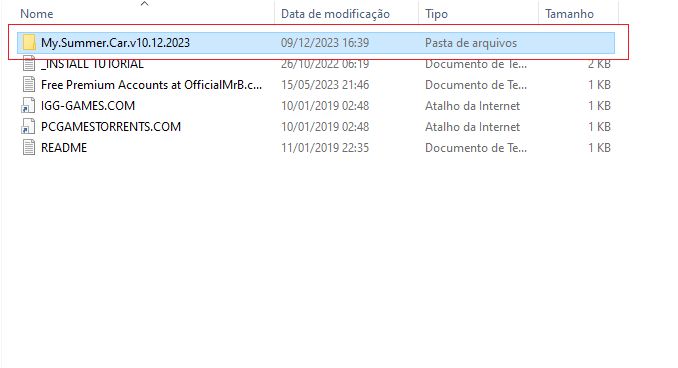 Nome Data de modificação Tipo Tamanho
My.Summer.Car.v10.12.2023 09/12/2023 16:39 Pasta de arquivos
_INSTALL TUTORIAL 26/10/2022 06:19 Documento de Te... 2 KB
Free Premium Accounts at OfficialMrB.c... 15/05/2023 21:46 Documento de Te... 1 KB
IGG-GAMES.COM 10/01/2019 02:48 Atalho da Internet 1 KB
PCGAMESTORRENTS.COM 10/01/2019 02:48 Atalho da Internet 1 KB
README 11/01/2019 22:35 Documento de Te... 1 KB